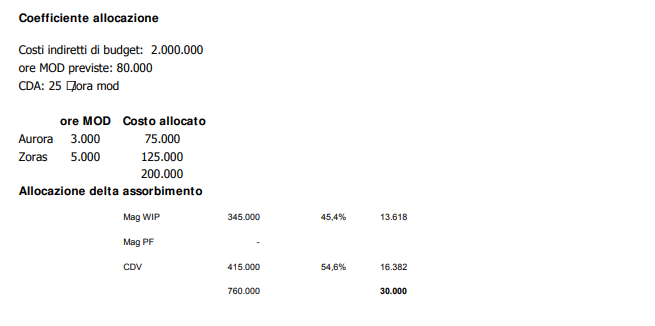 Coefficiente allocazione
Costi indiretti di budget: 2.000.000
ore MOD previste: 80.000
CDA: 25 /ora mod
ore MOD Costo allocato
Aurora 3.000 75.000
Zoras 5.000 125.000
200.000
Allocazione delta assorbimento
Mag WIP 345.000 45,4% 13.618
Mag PF -
CDV 415.000 54,6% 16.382
760.000 30.000